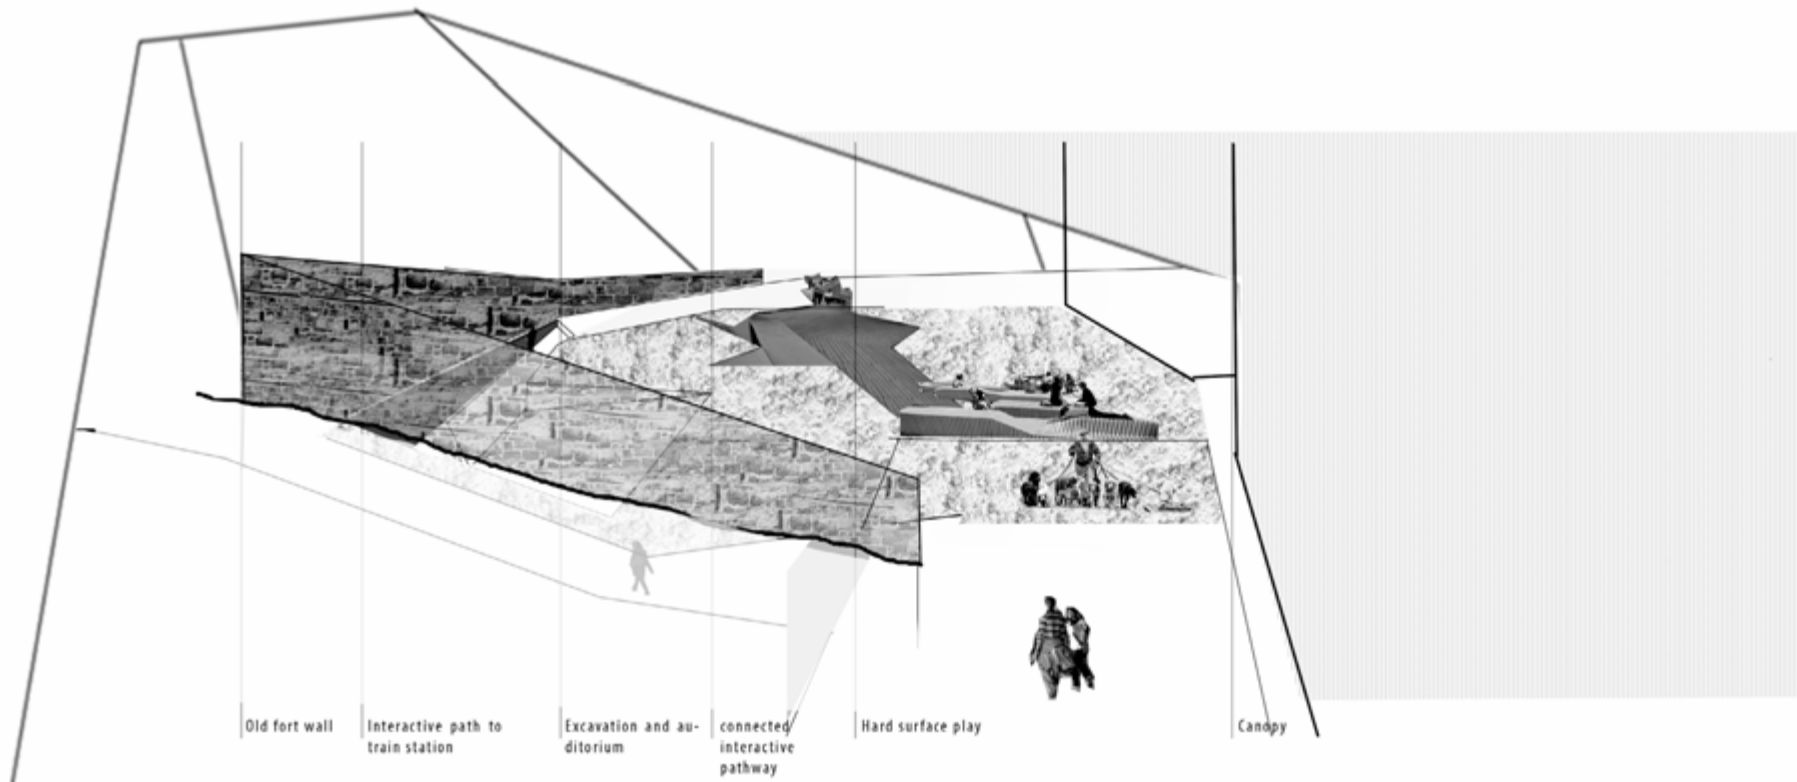 Old fort wall
Interactive path to
train station
Excavation and au-
ditorium
connected
interactive
pathway
Hard surface play
Canopy